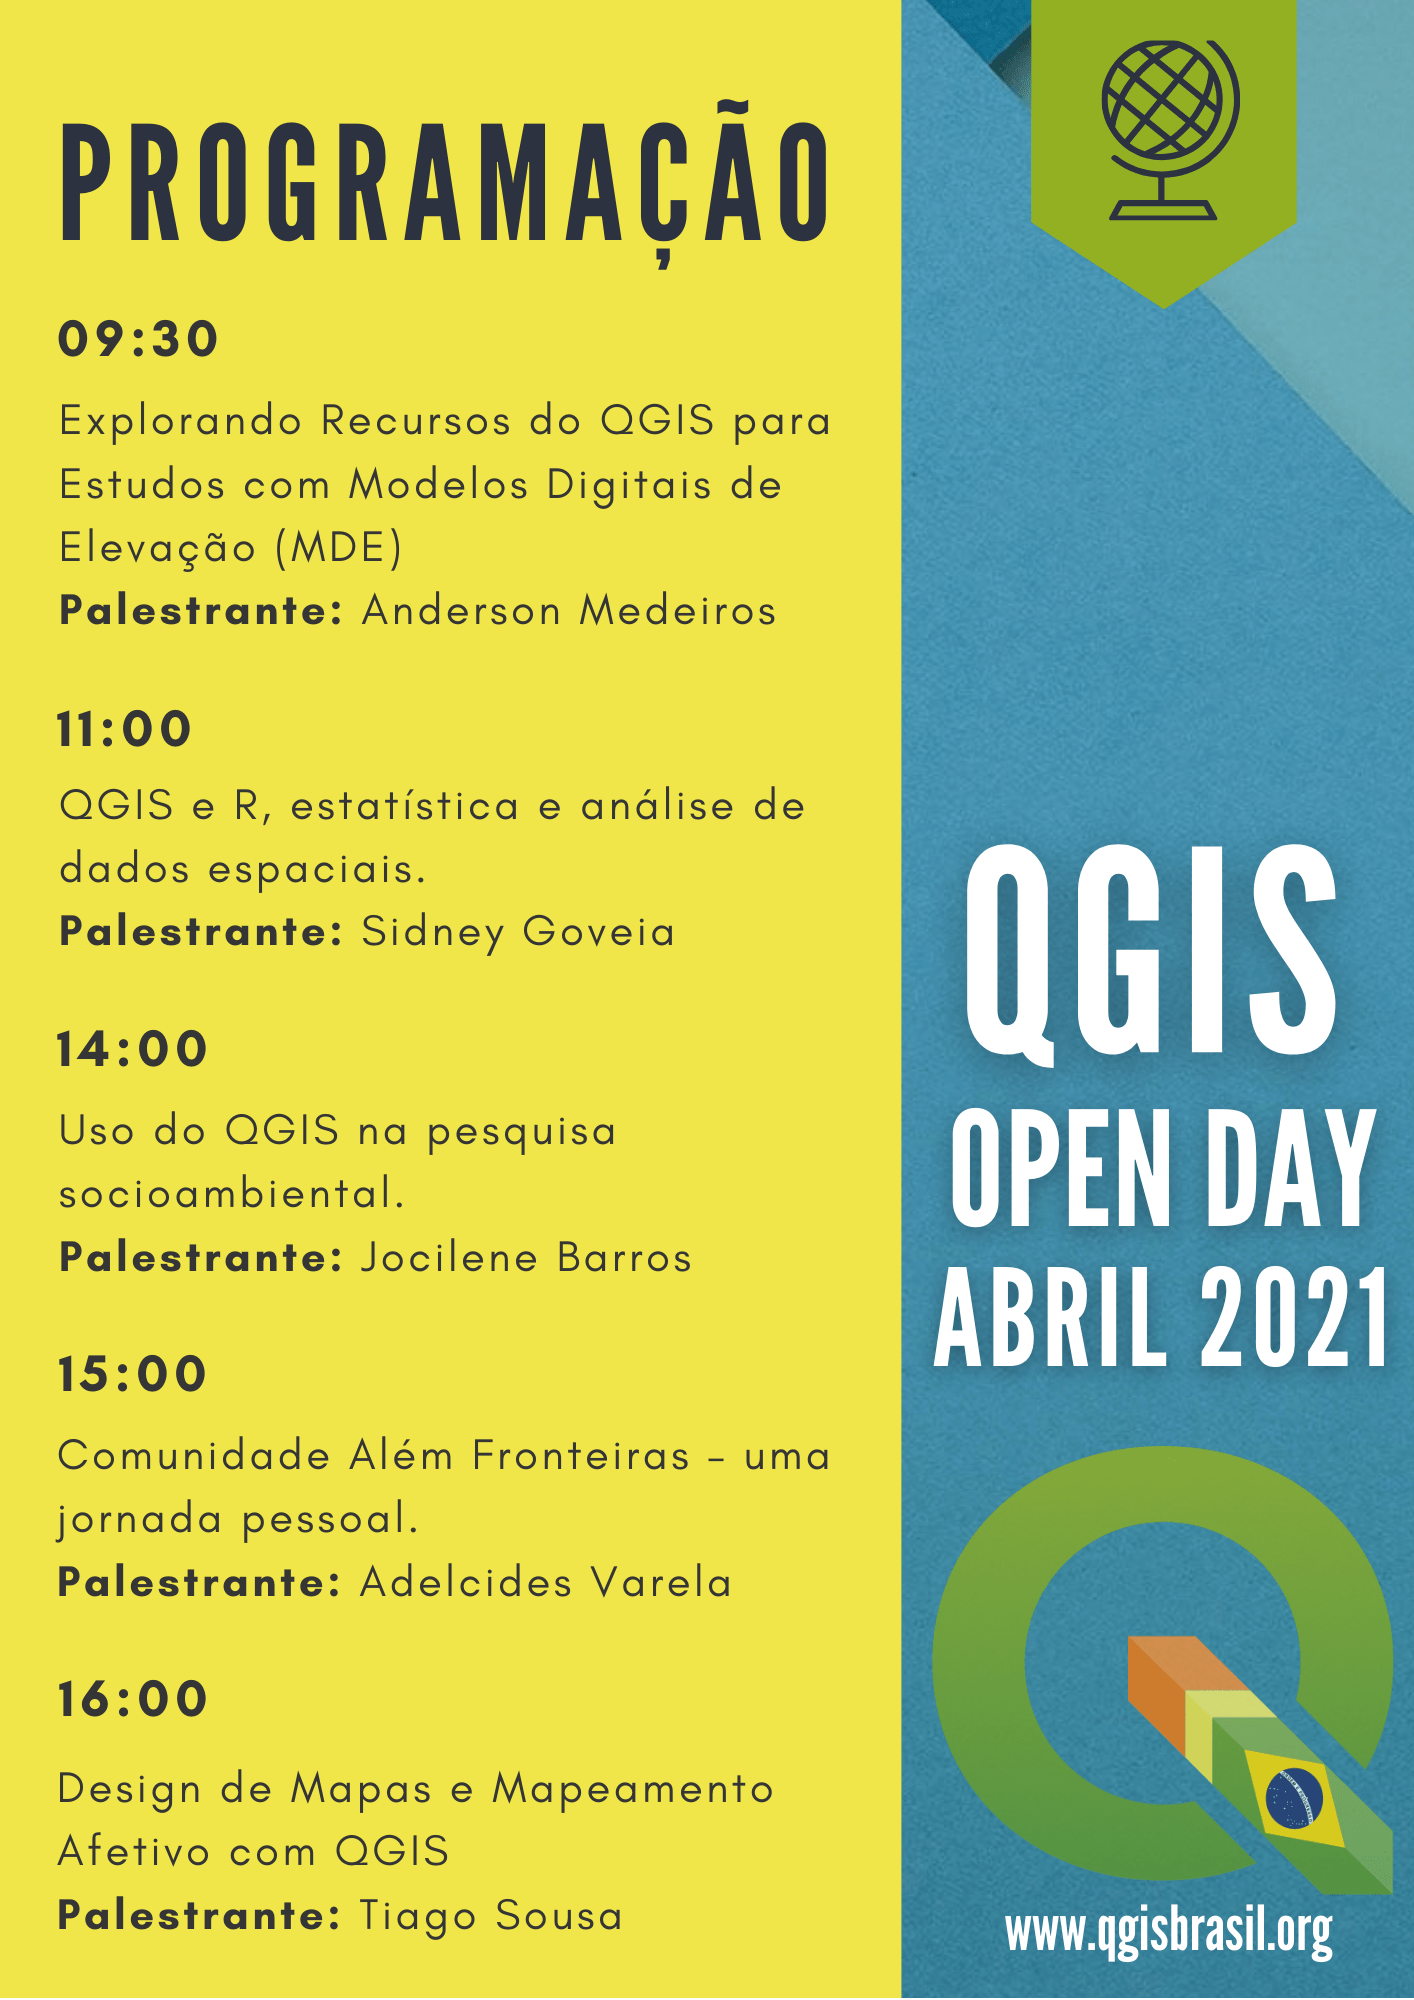 PROGRAMAÇÃO
09:30
Explorando Recursos do QGIS para
Estudos com Modelos Digitais de
Elevação (MDE)
Palestrante: Anderson Medeiros
11:00
QGIS e R, estatística e análise de
dados espaciais.
Palestrante: Sidney Goveia
14:00
Uso do QGIS na pesquisa
socioambiental.
Palestrante: Jocilene Barros
15:00
Comunidade Além Fronteiras – uma
jornada pessoal.
Palestrante: Adelcides Varela
16:00
Design de Mapas e Mapeamento
Afetivo com QGIS
Palestrante: Tiago Sousa
QGIS
OPEN DAY
ABRIL 2021
www.qgisbrasil.org